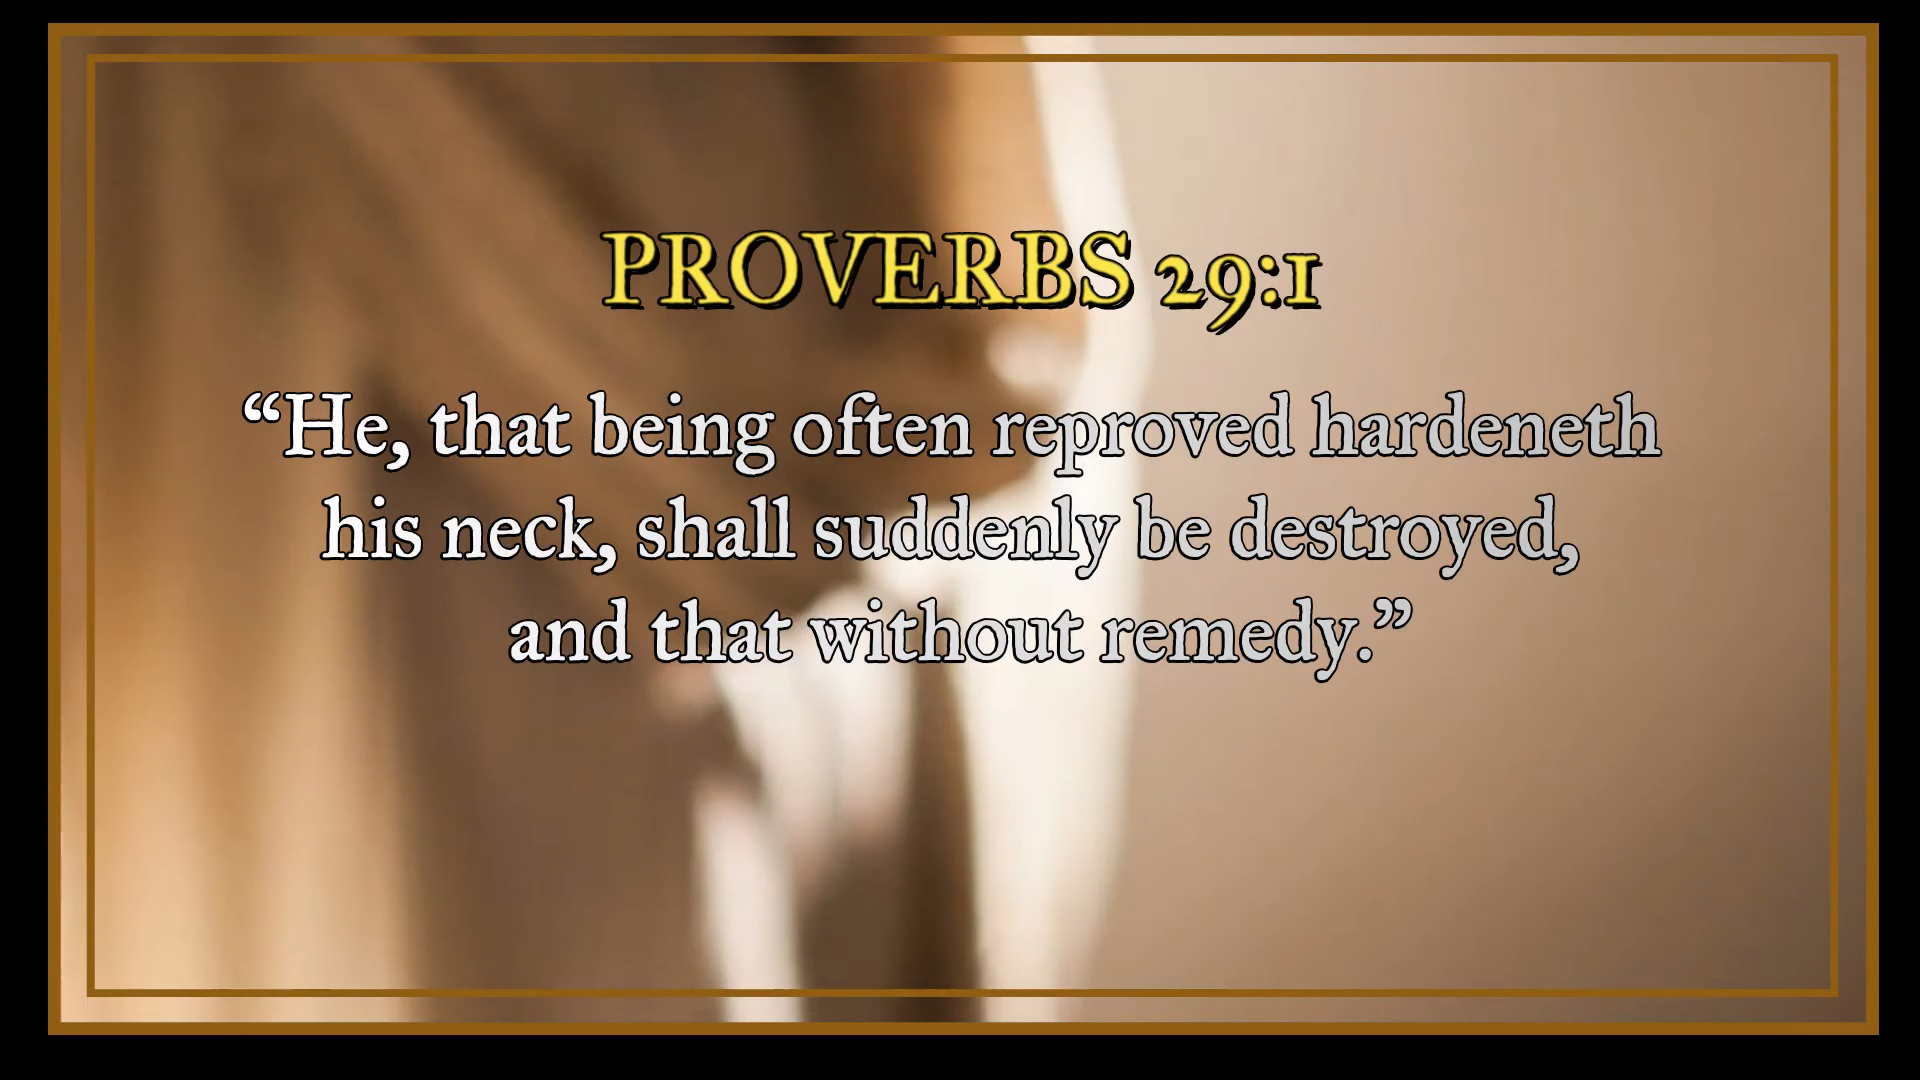 PROVERBS 29:1
“He, that being often reproved hardeneth
his neck, shall suddenly be destroyed,
and that without remedy.”